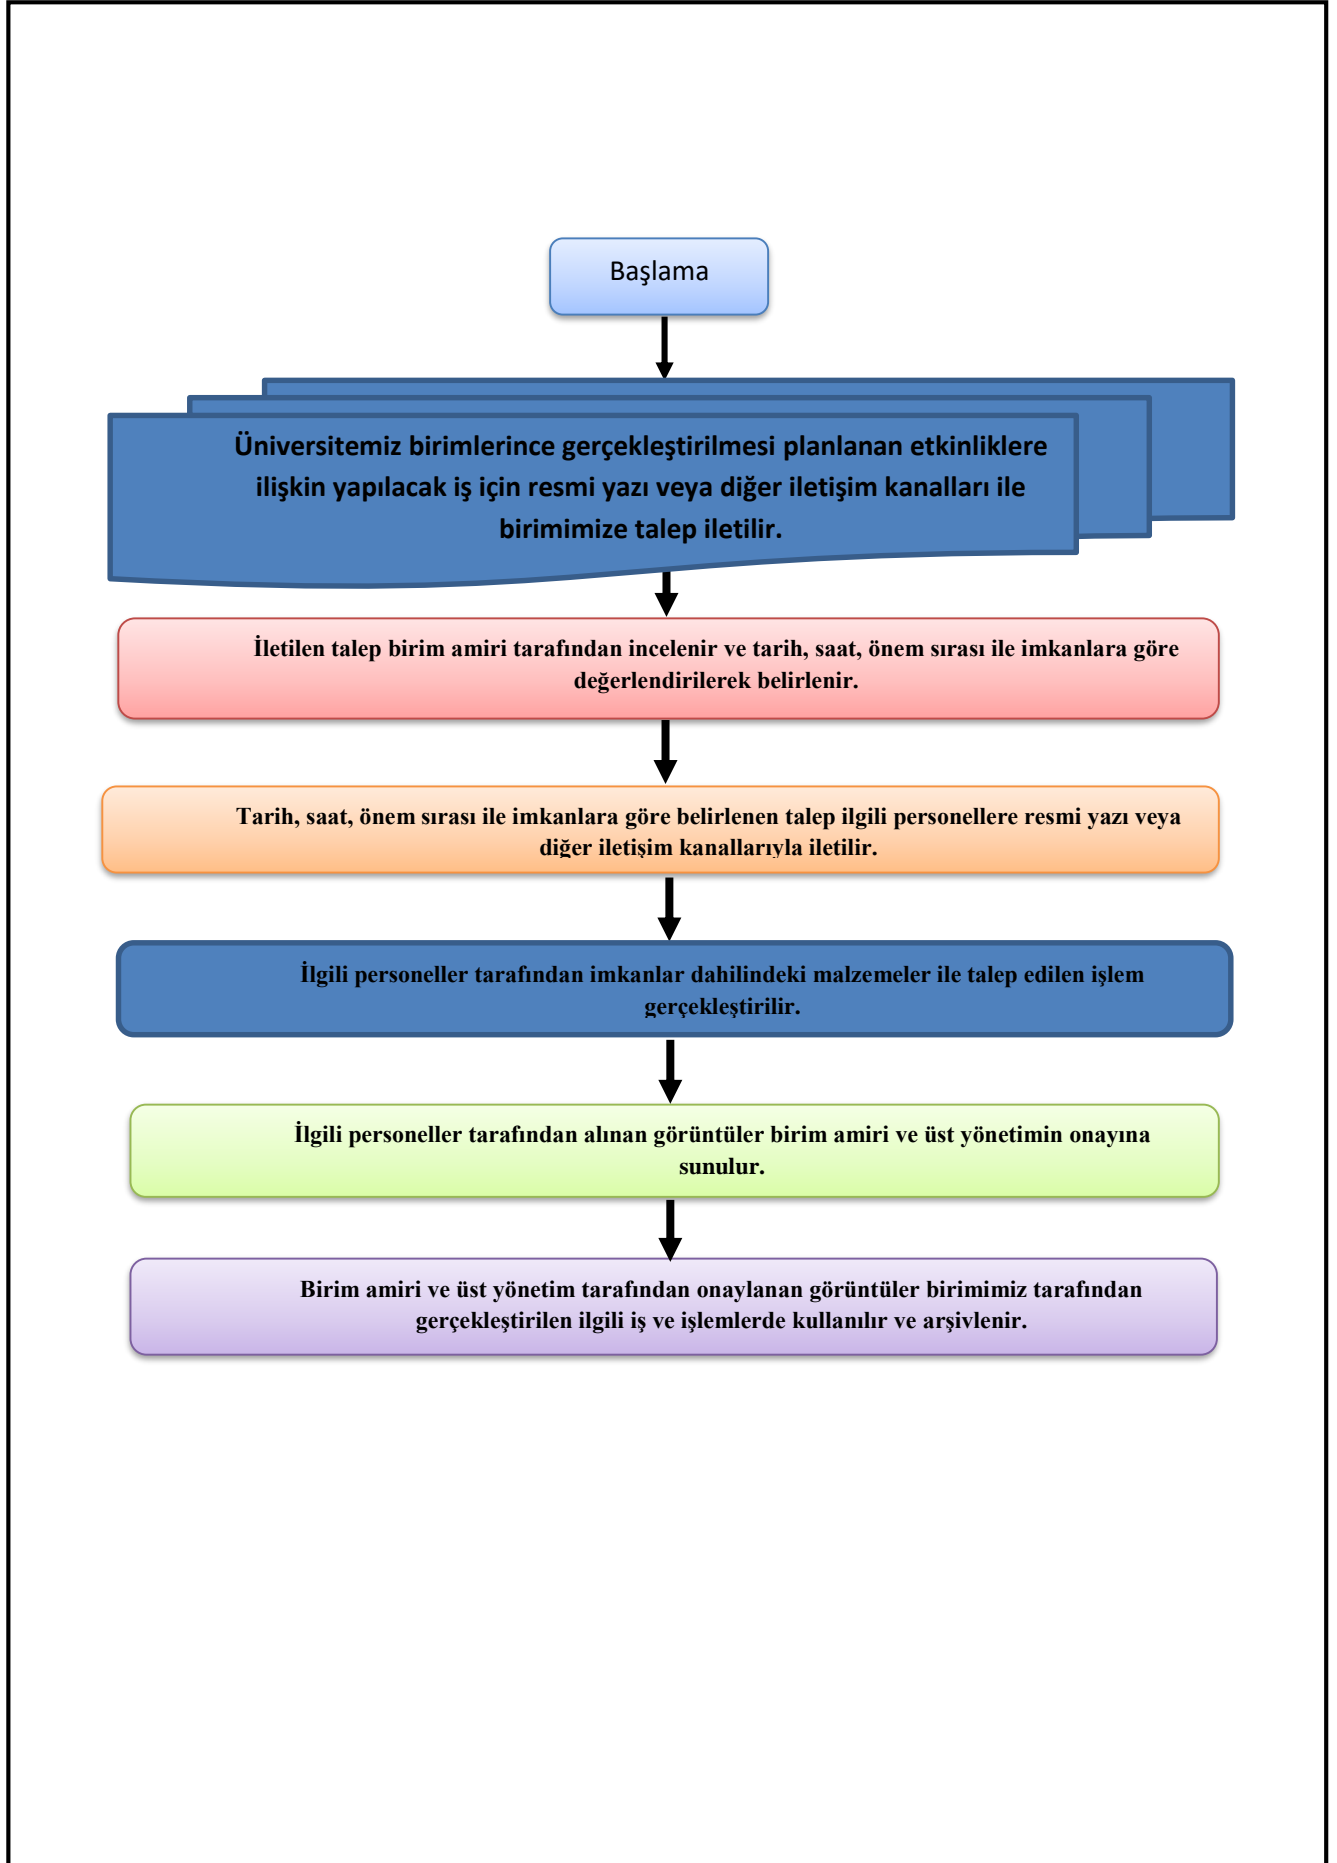 Başlama
Üniversitemiz birimlerince gerçekleştirilmesi planlanan etkinliklere
ilişkin yapılacak iş için resmi yazı veya diğer iletişim kanalları ile
birimimize talep iletilir.
İletilen talep birim amiri tarafından incelenir ve tarih, saat, önem sırası ile imkanlara göre
değerlendirilerek belirlenir.
Tarih, saat, önem sırası ile imkanlara göre belirlenen talep ilgili personellere resmi yazı veya
diğer iletişim kanallarıyla iletilir.
İlgili personeller tarafından imkanlar dahilindeki malzemeler ile talep edilen işlem
gerçekleştirilir.
İlgili personeller tarafından alınan görüntüler birim amiri ve üst yönetimin onayına
sunulur.
Birim amiri ve üst yönetim tarafından onaylanan görüntüler birimimiz tarafından
gerçekleştirilen ilgili iş ve işlemlerde kullanılır ve arşivlenir.